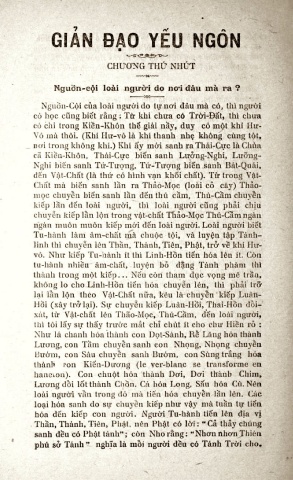 GIẢN ĐẠO YẾU NGÔN
CHƯƠNG THỨ NHỨT
Nguồn-cội loài người do nơi đâu mà ra ?
Nguồn-Cội của loài người do tự nơi đâu mà có, thì người
có học cũng biết rằng : Từ khi chưa có Trời-Đất, thì chưa
có chi trong Kiền-Khôn thế giái nầy, duy có một khí Hư-
Vô mà thôi. (Khí Hư-vô là khí thanh nhẹ không cùng tột,
nơi trong không khí.) Khí ấy mới sanh ra Thái-Cực là Chúa
cả Kiền-Khôn, Thái-Cực biến sanh Lưỡng-Nghi, Lưỡng-
Nghi biến sanh Tứ-Tượng, Tứ-Tượng biến sanh Bát-Quái,
đến Vật-Chất (là thứ có hình vạn khối chất). Từ trong Vật-
Chất mà biến sanh lần ra Thảo-Mộc (loài cỏ cây) Thảo-
mộc chuyển biến sanh lần đến thú cầm, Thú-Cầm chuyển
kiếp lần đến loài người, thì loài người cũng phải chịu
chuyển kiếp lần lộn trong vật-chất Thảo-Mộc Thú-Cầm ngàn
ngàn muôn muôn kiếp mới đến loài người. Loài người biết
Tu-hành làm âm-chất mà chuộc tội, và luyện tập Tánh-
linh thì chuyển lên Thần, Thánh, Tiên, Phật, trở về khí Hư-
vô. Như kiếp Tu-hành ít thì Linh-Hồn tiến hóa lên ít. Còn
tu-hành nhiều âm-chất, luyện bỏ đặng Tánh phàm thì
thành trong một kiếp... Nếu còn tham dục vọng mê trần,
không lo cho Linh-Hồn tiến hóa chuyển lên, thì phải trở
lại lần lộn theo Vật-Chất nữa, kêu là chuyển kiếp Luân-
Hồi (xây trở lại). Sự chuyển kiếp Luân-Hồi, Thai-Hồn đổi-
xát, từ Vật-chất lên Thảo-Mộc, Thú-Cầm, đến loài người,
thì tôi lấy sự thấy trước mắt chỉ chút ít cho chư Hiền rõ :
Như lá chanh hóa thành con Dọt-Sành, Rể Lăng hóa thành
Lương, con Tằm chuyển sanh con Nhọng, Nhọng chuyển
Bướm, con Sâu chuyển sanh Bướm, con Sùng trắng hóa
thành con Kiến-Dương (le ver-blanc se transforme en
hanneton). Con chuột hóa thành Dơi, Dơi thành Chim,
Lương đổi lốt thành Chồn. Cá hóa Long, Sấu hóa Cù. Nên
loài người vẫn trong đó mà tiến hóa chuyển lần lên. Các
loại hóa sanh do sự chuyển kiếp như vậy mà tuần tự tiến
hóa đến kiếp con người. Người Tu-hành tiến lên địa vị
Thần, Thánh, Tiên, Phật, nên Phật có lời: "Cả thảy chúng
sanh đều có Phật tánh"; còn Nho rằng: "Nhơn nhơn Thiên
phú sở Tánh" nghĩa là mỗi người đều có Tánh Trời cho.